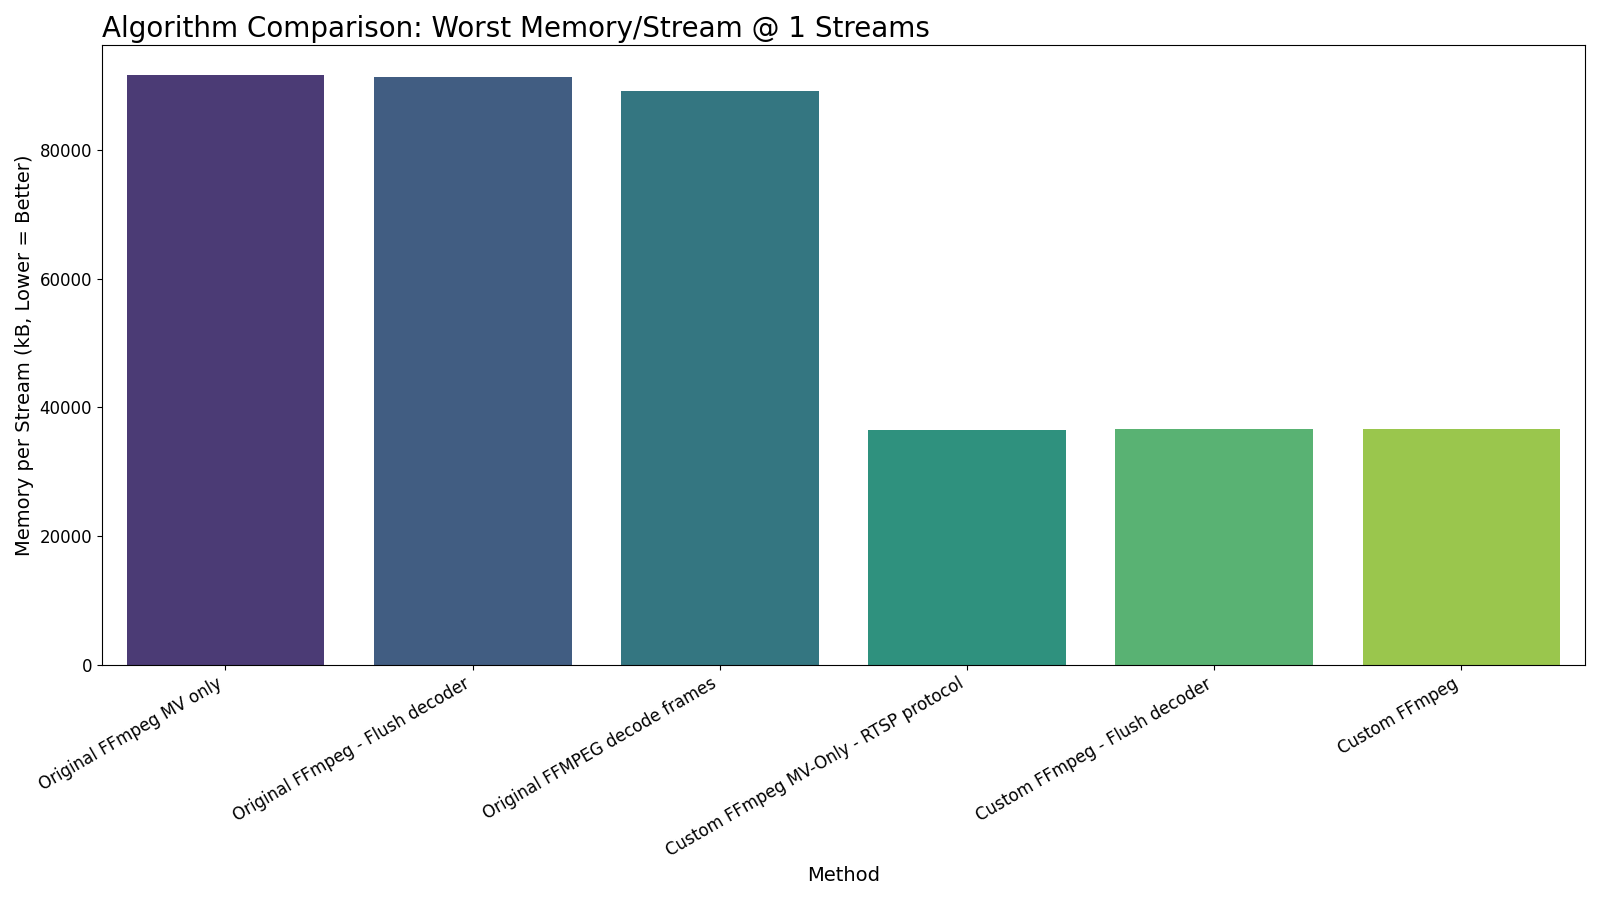 Algorithm Comparison: Worst Memory/Stream @ 1 Streams
Memory per Stream (kB, Lower = Better)
80000
60000
40000
20000
0
Original FFmpeg MV only
Original FFmpeg - Flush decoder
Original FFMPEG decode frames
Custom FFmpeg MV-Only - RTSP protocol
Custom FFmpeg - Flush decoder
Custom FFmpeg
Method